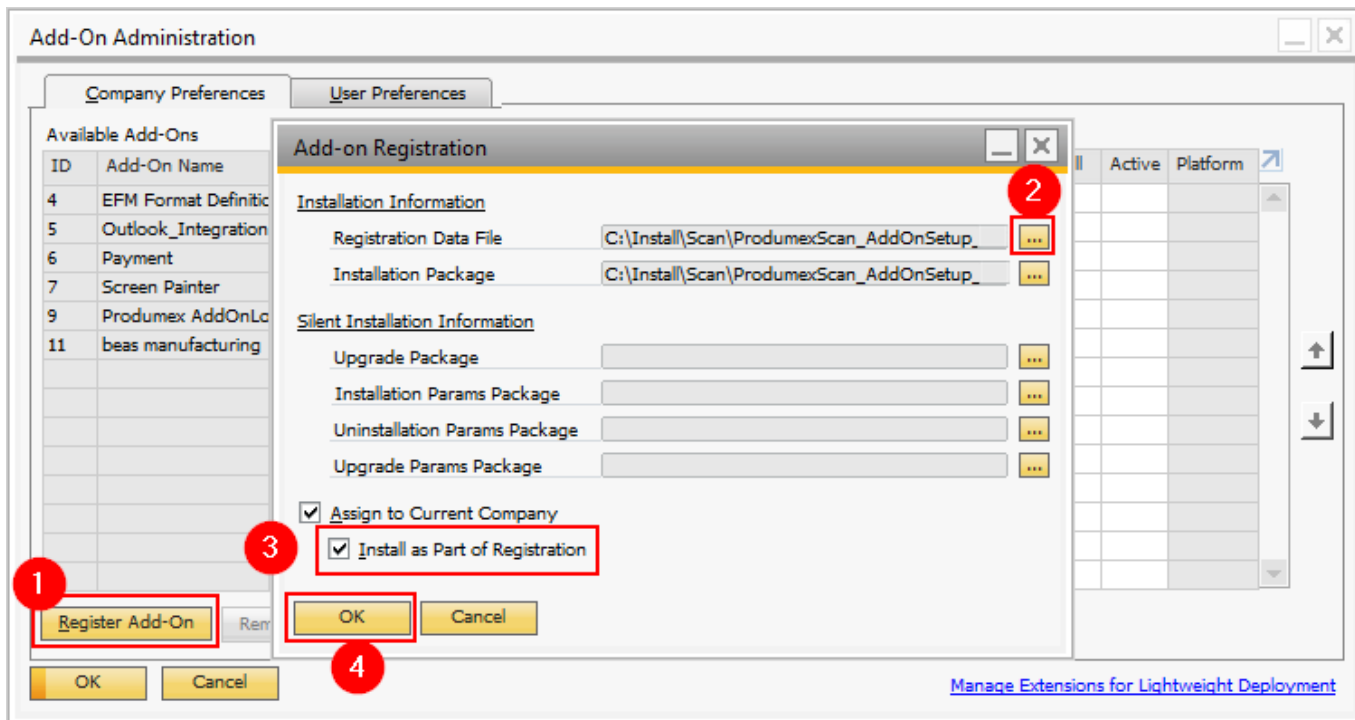 Add-On Administration
Company Preferences
User Preferences
Available Add-Ons
ID Add-On Name
Active Platform
4 EFM Format Definitic
5 Outlook_Integration
6 Payment
7 Screen Painter
9 Produmex AddOnLo
11 beas manufacturing
Add-on Registration
2
Installation Information
Registration Data File C:\Install\Scan\ProdumexScan_AddOnSetup_ ...
Installation Package C:\Install\Scan\ProdumexScan_AddOnSetup_ ...
Silent Installation Information
Upgrade Package ...
Installation Params Package ...
Uninstallation Params Package ...
Upgrade Params Package ...
Assign to Current Company
3
Install as Part of Registration
1
Register Add-On Rem
OK Cancel
4
OK Cancel
Manage Extensions for Lightweight Deployment